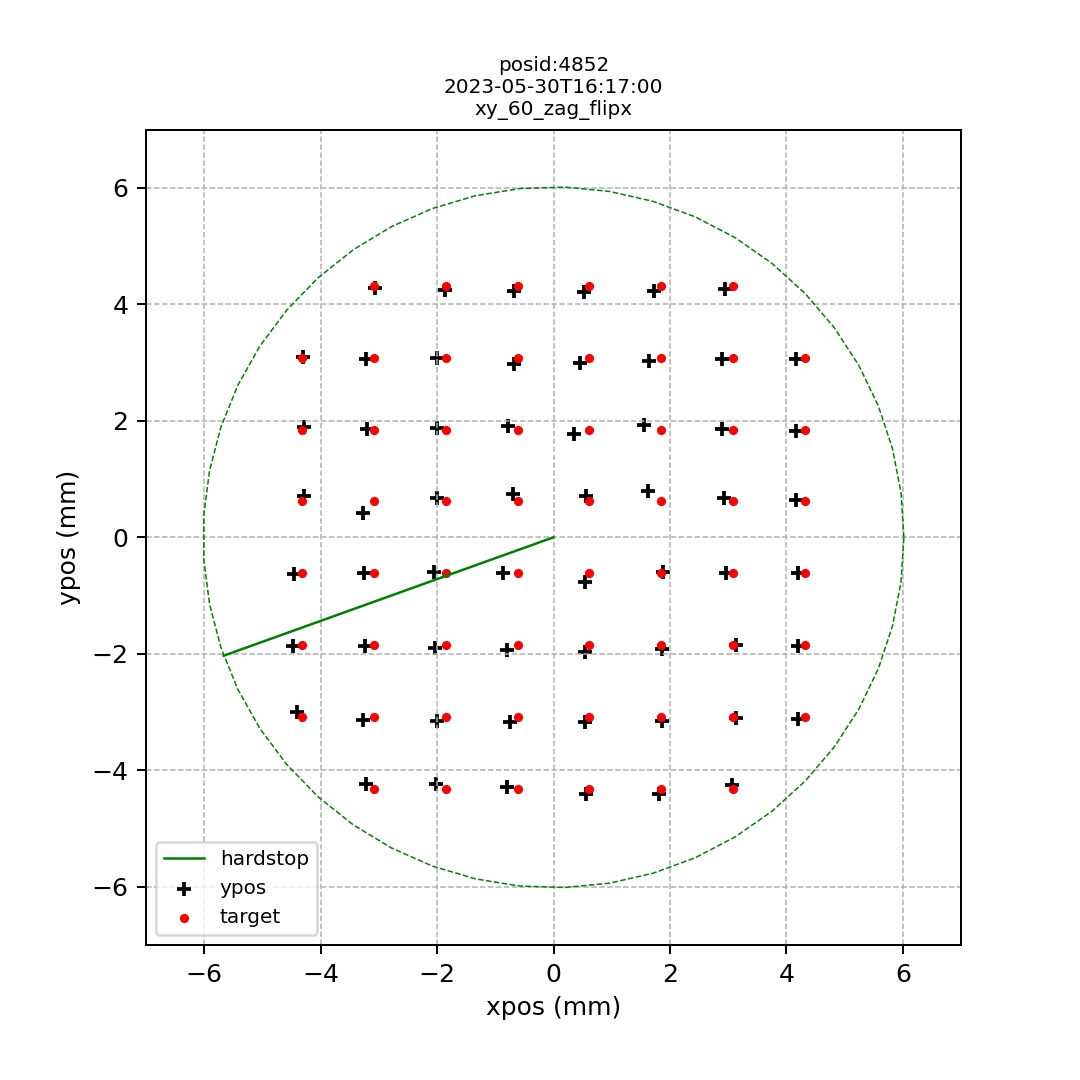 posid:4852
2023-05-30T16:17:00
xy_60_zag_flipx
6
4
2
0
−2
−4
−6
ypos (mm)
hardstop
ypos
target
−6 −4 −2 0 2 4 6
xpos (mm)